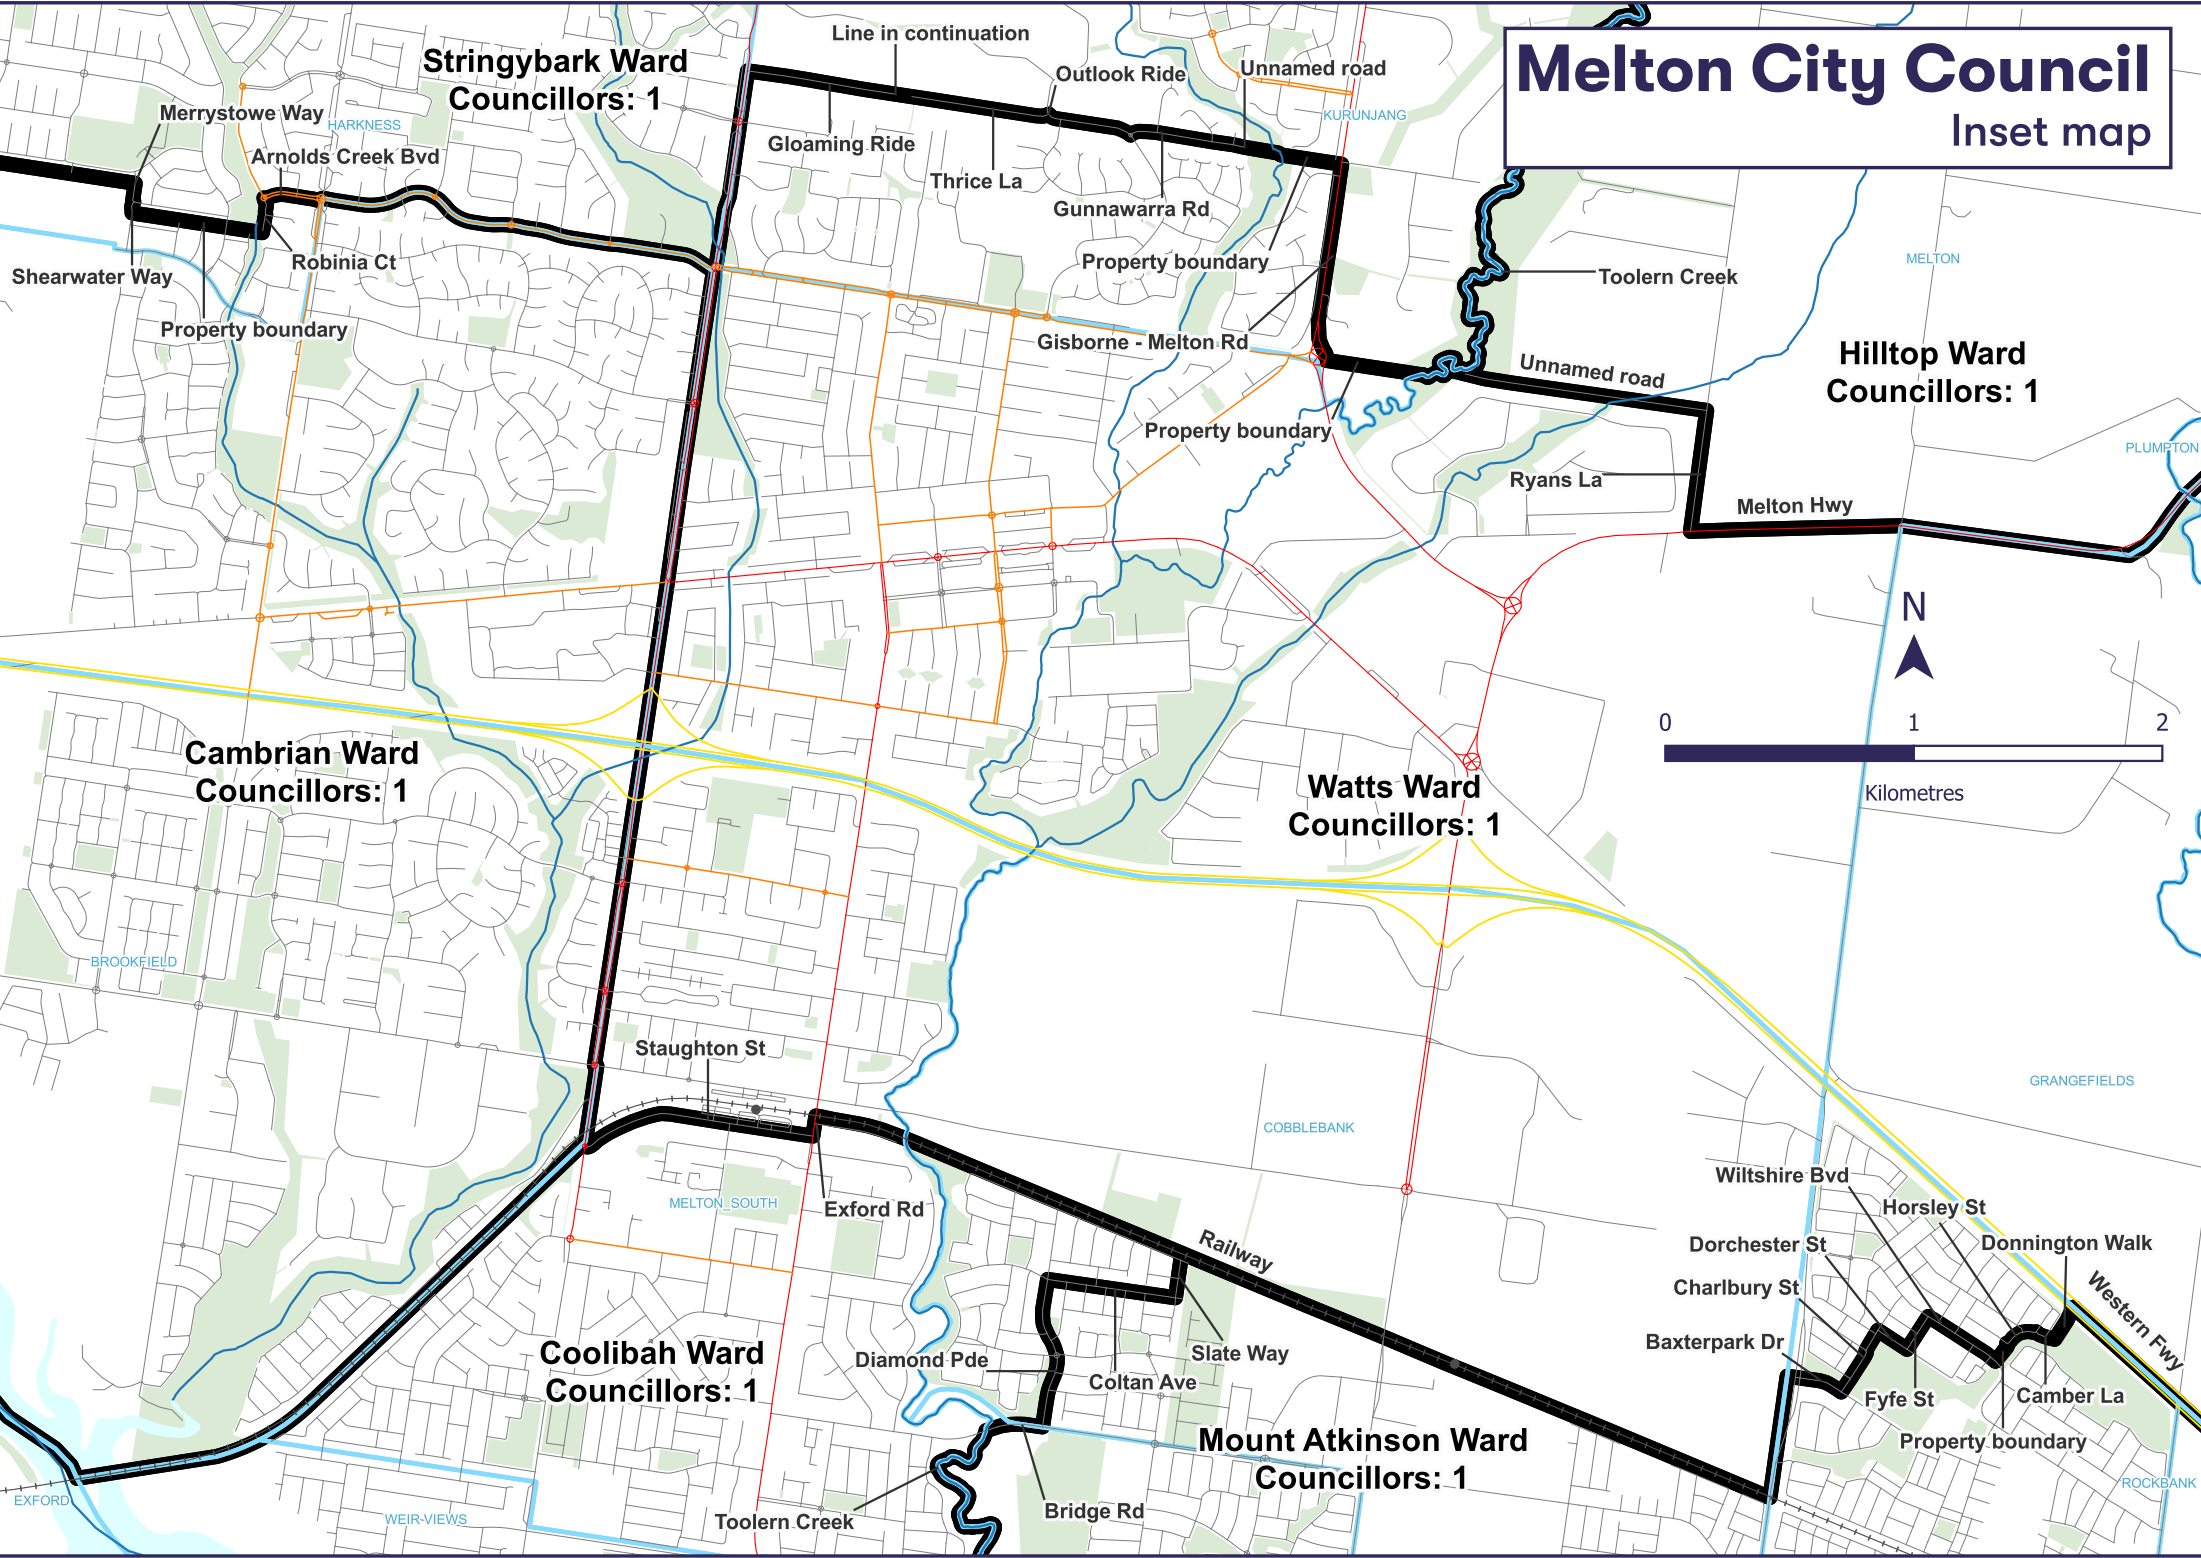 Melton City Council
Inset map
Line in continuation
Stringybark Ward
Councillors: 1
Outlook Ride
Unnamed road
Merrystowe Way
HARKNESS
KURUNJANG
Gloaming Ride
Arnolds Creek Bvd
Thrice La
Gunnawarra Rd
Robinia Ct
Property boundary
Shearwater Way
Toolern Creek
MELTON
Property boundary
Gisborne - Melton Rd
Unnamed road
Hilltop Ward
Councillors: 1
Property boundary
PLUMPTON
Ryans La
Melton Hwy
N
0 1 2
Kilometres
Cambrian Ward
Councillors: 1
Watts Ward
Councillors: 1
BROOKFIELD
Staughton St
GRANGEFIELDS
COBBLEBANK
Wiltshire Bvd
MELTON_SOUTH
Exford Rd
Horsley St
Railway
Dorchester St
Donnington Walk
Charlbury St
Western Fwy
Baxterpark Dr
Coolibah Ward
Councillors: 1
Diamond Pde
Slate Way
Coltan Ave
Fyfe St
Camber La
Mount Atkinson Ward
Councillors: 1
Property boundary
ROCKBANK
EXFORD
WEIR-VIEWS
Toolern Creek
Bridge Rd